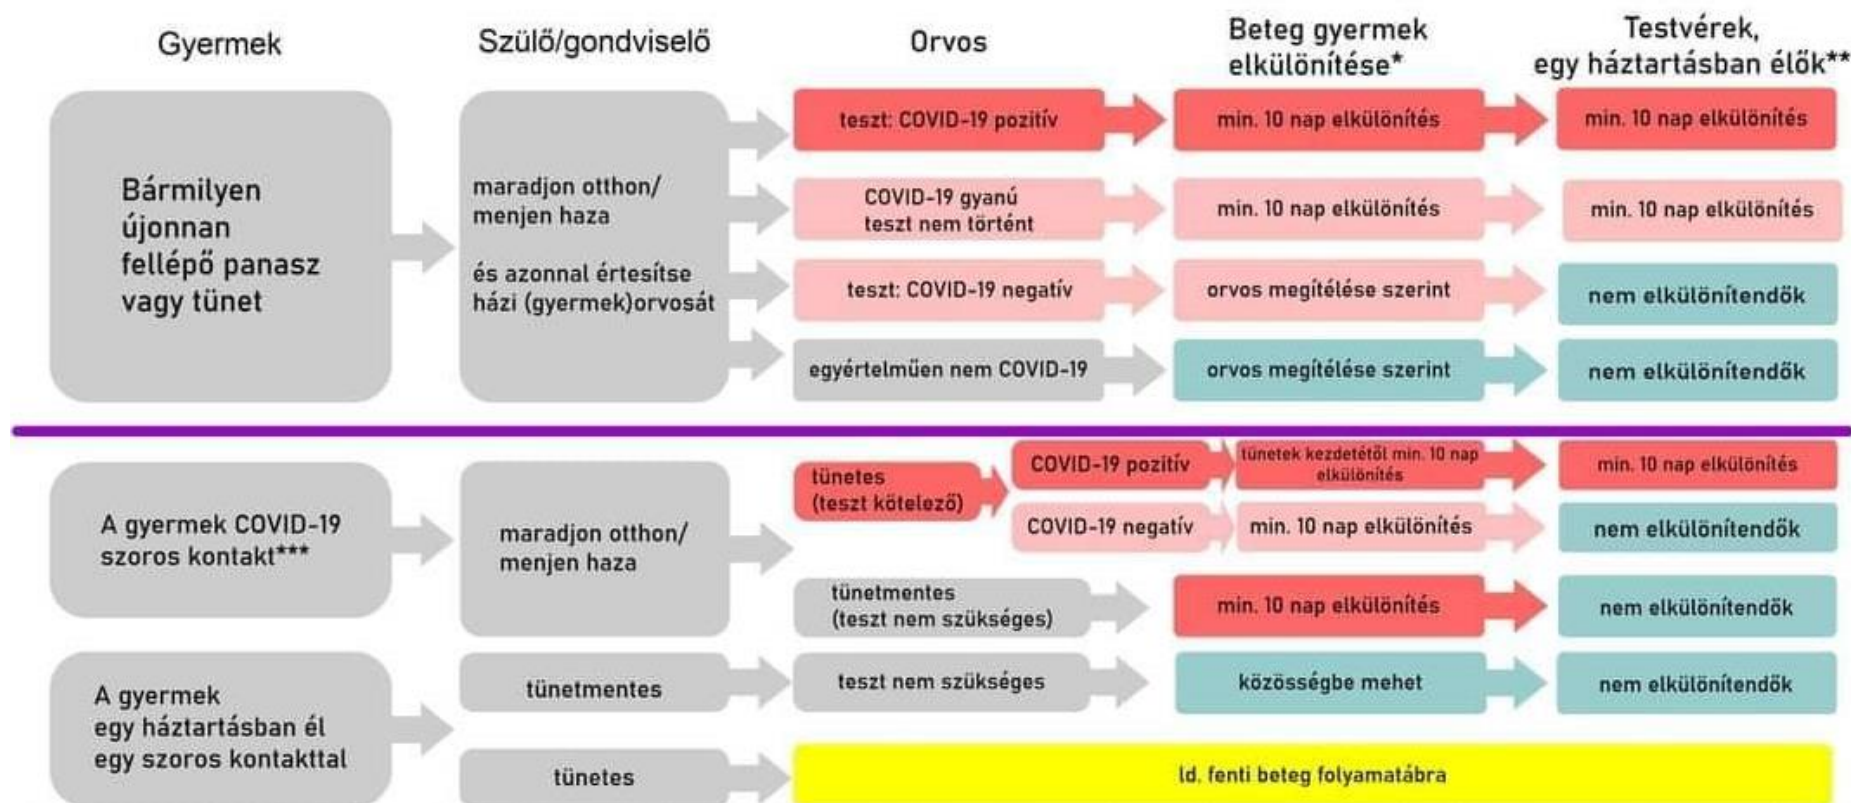 Gyermek
Szülő/gondviselő
Orvos
Beteg gyermek
elkülönítése*
Testvérek,
egy háztartásban élők**
Bármilyen
újonnan
fellépő panasz
vagy tünet
maradjon otthon/
menjen haza
és azonnal értesítse
házi (gyermek)orvosát
teszt: COVID-19 pozitív
min. 10 nap elkülönítés
min. 10 nap elkülönítés
COVID-19 gyanú
teszt nem történt
min. 10 nap elkülönítés
min. 10 nap elkülönítés
teszt: COVID-19 negatív
orvos megítélése szerint
nem elkülönítendők
egyértelműen nem COVID-19
orvos megítélése szerint
nem elkülönítendők
A gyermek COVID-19
szoros kontakt***
maradjon otthon/
menjen haza
tünetes
(teszt kötelező)
COVID-19 pozitív
tünetek kezdetétől min. 10 nap
elkülönítés
min. 10 nap elkülönítés
COVID-19 negatív
min. 10 nap elkülönítés
nem elkülönítendők
tünetmentes
(teszt nem szükséges)
min. 10 nap elkülönítés
nem elkülönítendők
A gyermek
egy háztartásban él
egy szoros kontakttal
tünetmentes
teszt nem szükséges
közösségbe mehet
nem elkülönítendők
tünetes
ld. fenti beteg folyamatábra